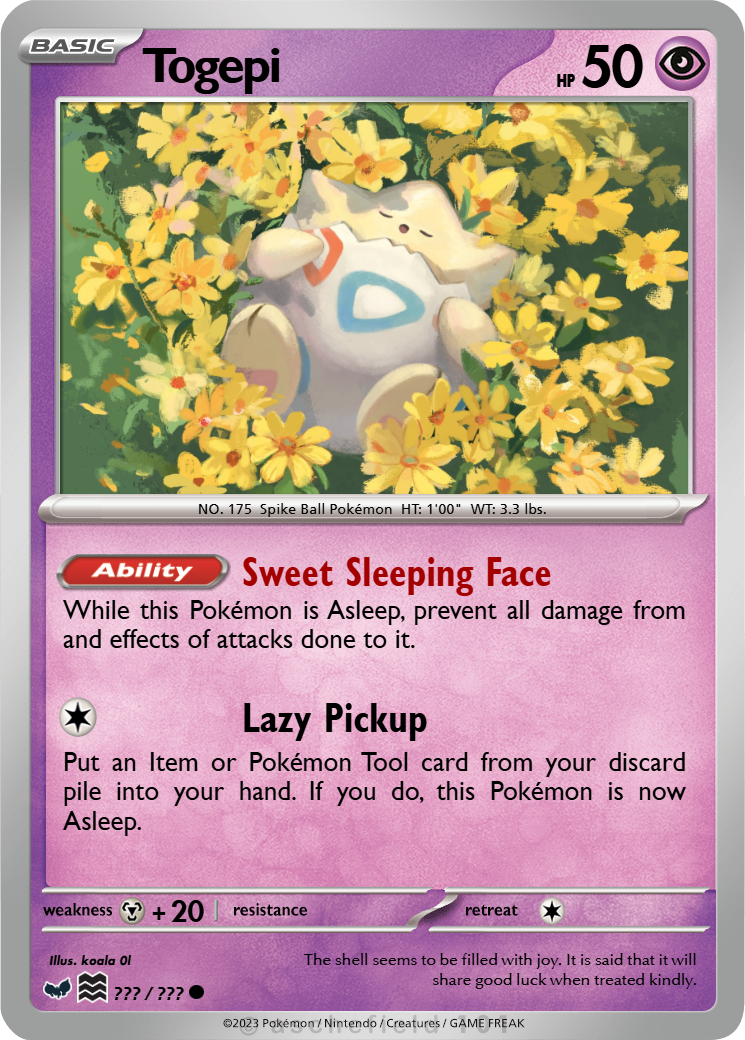 BASIC
Togepi
HP 50
NO. 175 Spike Ball Pokémon HT: 1'00" WT: 3.3 lbs.
Ability Sweet Sleeping Face
While this Pokémon is Asleep, prevent all damage from
and effects of attacks done to it.
Lazy Pickup
Put an Item or Pokémon Tool card from your discard
pile into your hand. If you do, this Pokémon is now
Asleep.
weakness + 20 resistance retreat
Illus. koala 0l
??? / ???
The shell seems to be filled with joy. It is said that it will
share good luck when treated kindly.
©2023 Pokémon / Nintendo / Creatures / GAME FREAK